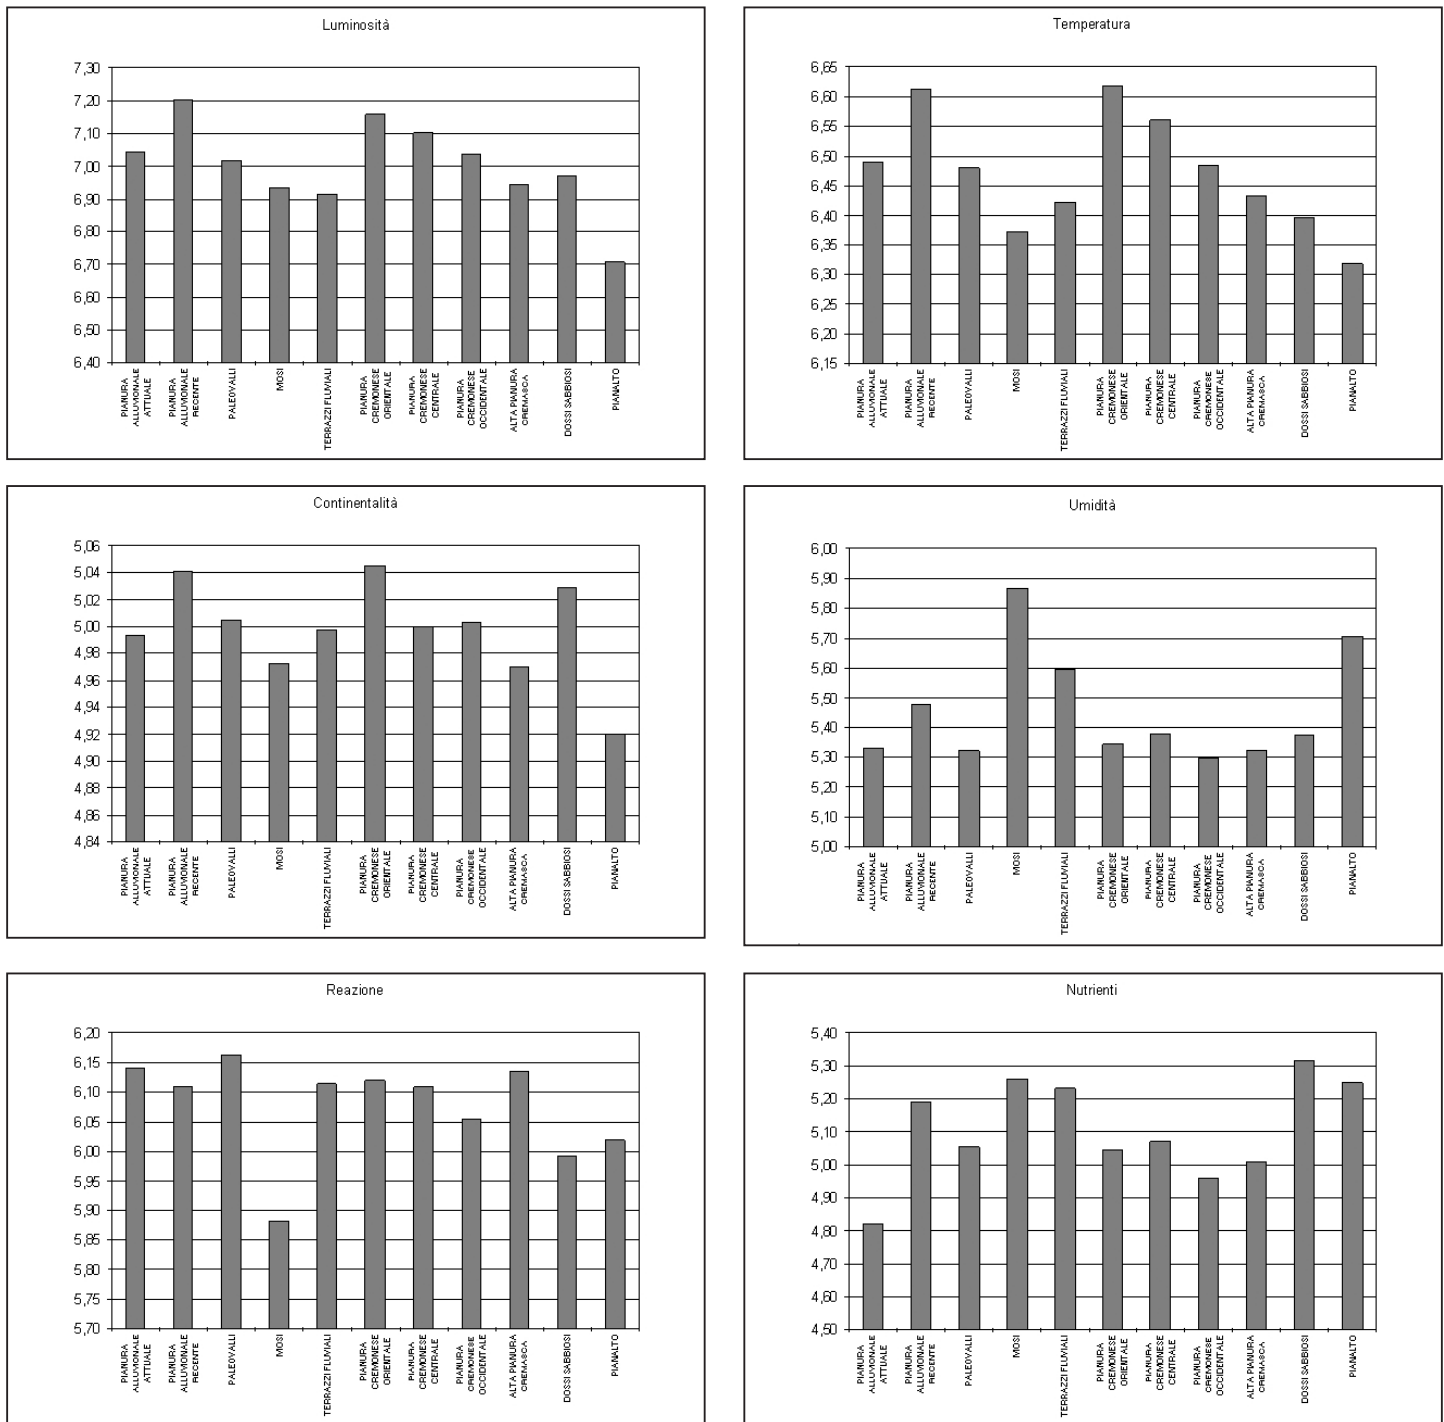 Luminosità
7,30
7,20
7,10
7,00
6,90
6,80
6,70
6,60
6,50
6,40
PIANURA
ALLUVIONALE
ATTUALE
PIANURA
ALLUVIONALE
RECENTE
PALEOVALLI
MOSI
TERRAZZI FLUVIALI
PIANURA
CREMONESE
ORIENTALE
PIANURA
CREMONESE
CENTRALE
PIANURA
CREMONESE
OCCIDENTALE
ALTA PIANURA
CREMASCA
DOSSI SABBIOSI
PIANALTO
Temperatura
6,65
6,60
6,55
6,50
6,45
6,40
6,35
6,30
6,25
6,20
6,15
PIANURA
ALLUVIONALE
ATTUALE
PIANURA
ALLUVIONALE
RECENTE
PALEOVALLI
MOSI
TERRAZZI FLUVIALI
PIANURA
CREMONESE
ORIENTALE
PIANURA
CREMONESE
CENTRALE
PIANURA
CREMONESE
OCCIDENTALE
ALTA PIANURA
CREMASCA
DOSSI SABBIOSI
PIANALTO
Continentalità
5,06
5,04
5,02
5,00
4,98
4,96
4,94
4,92
4,90
4,88
4,86
4,84
PIANURA
ALLUVIONALE
ATTUALE
PIANURA
ALLUVIONALE
RECENTE
PALEOVALLI
MOSI
TERRAZZI FLUVIALI
PIANURA
CREMONESE
ORIENTALE
PIANURA
CREMONESE
CENTRALE
PIANURA
CREMONESE
OCCIDENTALE
ALTA PIANURA
CREMASCA
DOSSI SABBIOSI
PIANALTO
Umidità
6,00
5,90
5,80
5,70
5,60
5,50
5,40
5,30
5,20
5,10
5,00
PIANURA
ALLUVIONALE
ATTUALE
PIANURA
ALLUVIONALE
RECENTE
PALEOVALLI
MOSI
TERRAZZI FLUVIALI
PIANURA
CREMONESE
ORIENTALE
PIANURA
CREMONESE
CENTRALE
PIANURA
CREMONESE
OCCIDENTALE
ALTA PIANURA
CREMASCA
DOSSI SABBIOSI
PIANALTO
Reazione
6,20
6,15
6,10
6,05
6,00
5,95
5,90
5,85
5,80
5,75
5,70
PIANURA
ALLUVIONALE
ATTUALE
PIANURA
ALLUVIONALE
RECENTE
PALEOVALLI
MOSI
TERRAZZI FLUVIALI
PIANURA
CREMONESE
ORIENTALE
PIANURA
CREMONESE
CENTRALE
PIANURA
CREMONESE
OCCIDENTALE
ALTA PIANURA
CREMASCA
DOSSI SABBIOSI
PIANALTO
Nutrienti
5,40
5,30
5,20
5,10
5,00
4,90
4,80
4,70
4,60
4,50
PIANURA
ALLUVIONALE
ATTUALE
PIANURA
ALLUVIONALE
RECENTE
PALEOVALLI
MOSI
TERRAZZI FLUVIALI
PIANURA
CREMONESE
ORIENTALE
PIANURA
CREMONESE
CENTRALE
PIANURA
CREMONESE
OCCIDENTALE
ALTA PIANURA
CREMASCA
DOSSI SABBIOSI
PIANALTO